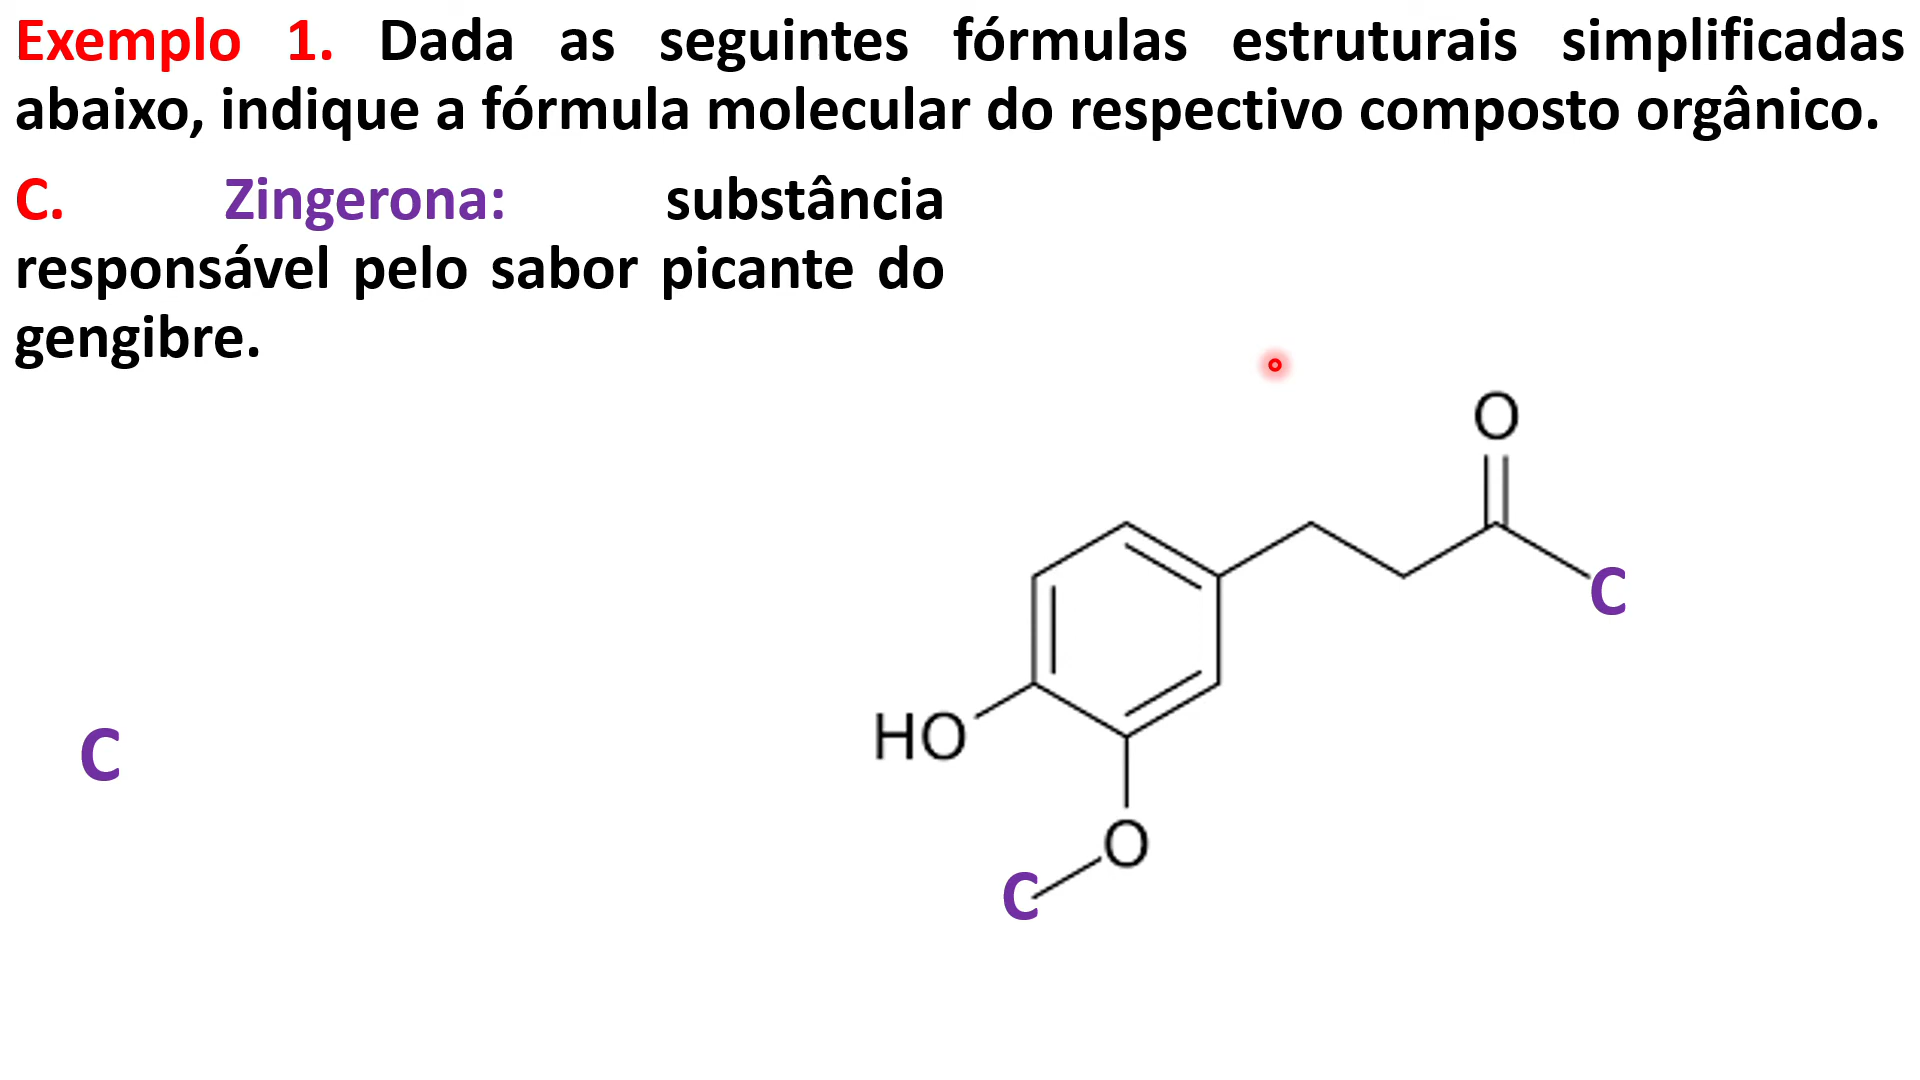 Exemplo 1. Dada as seguintes fórmulas estruturais simplificadas
abaixo, indique a fórmula molecular do respectivo composto orgânico.
C. Zingerona: substância
responsável pelo sabor picante do
gengibre.
O
C
HO
C
O
C